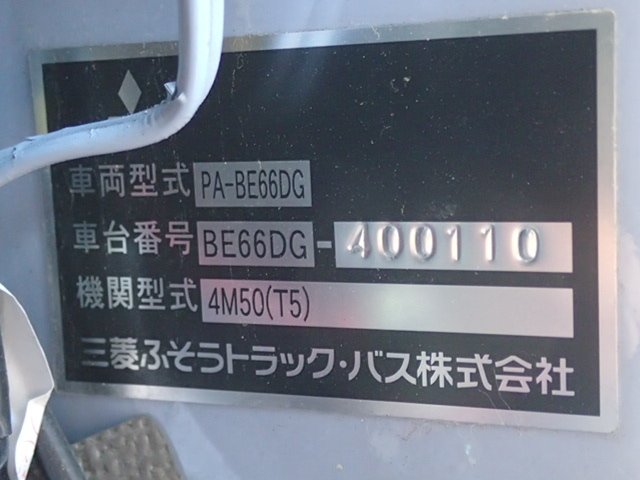 車両型式 PA-BE66DG
車台番号 BE66DG-400110
機関型式 4M50(T5)
三菱ふそうトラック・バス株式会社